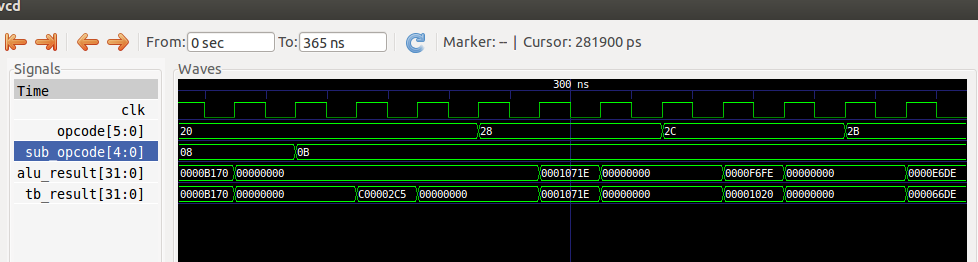 vcd
From: 0 sec To: 365 ns Marker: -- | Cursor: 281900 ps
Signals Waves
Time 300 ns
clk
opcode[5:0] 20 28 2C 2B
sub_opcode[4:0] 08 0B
alu_result[31:0] 0000B170 00000000 0001071E 00000000 0000F6FE 00000000 0000E6DE
tb_result[31:0] 0000B170 00000000 C00002C5 00000000 0001071E 00000000 00001020 00000000 000066DE